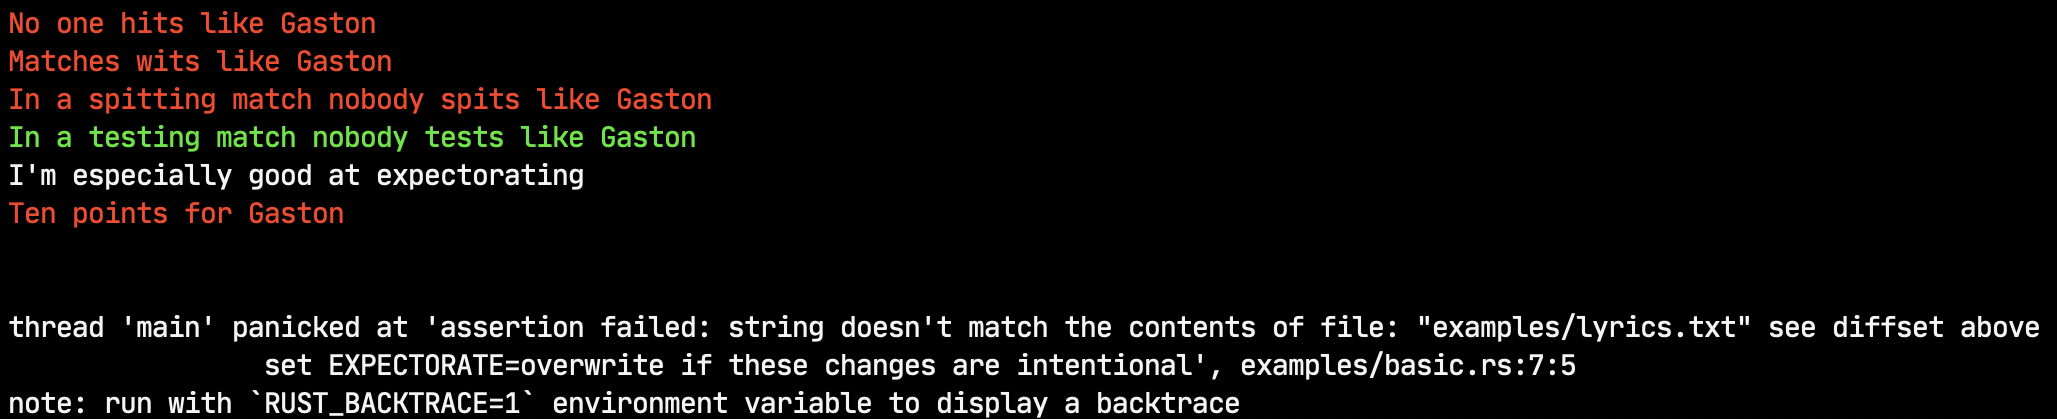 No one hits like Gaston
Matches wits like Gaston
In a spitting match nobody spits like Gaston
In a testing match nobody tests like Gaston
I'm especially good at expectorating
Ten points for Gaston
thread 'main' panicked at 'assertion failed: string doesn't match the contents of file: "examples/lyrics.txt" see diffset above
set EXPECTORATE=overwrite if these changes are intentional', examples/basic.rs:7:5
note: run with `RUST_BACKTRACE=1` environment variable to display a backtrace